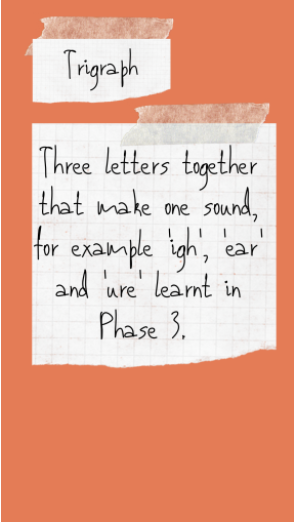 Trigraph
Three letters together
that make one sound,
for example 'igh', 'ear'
and 'ure' learnt in
Phase 3.